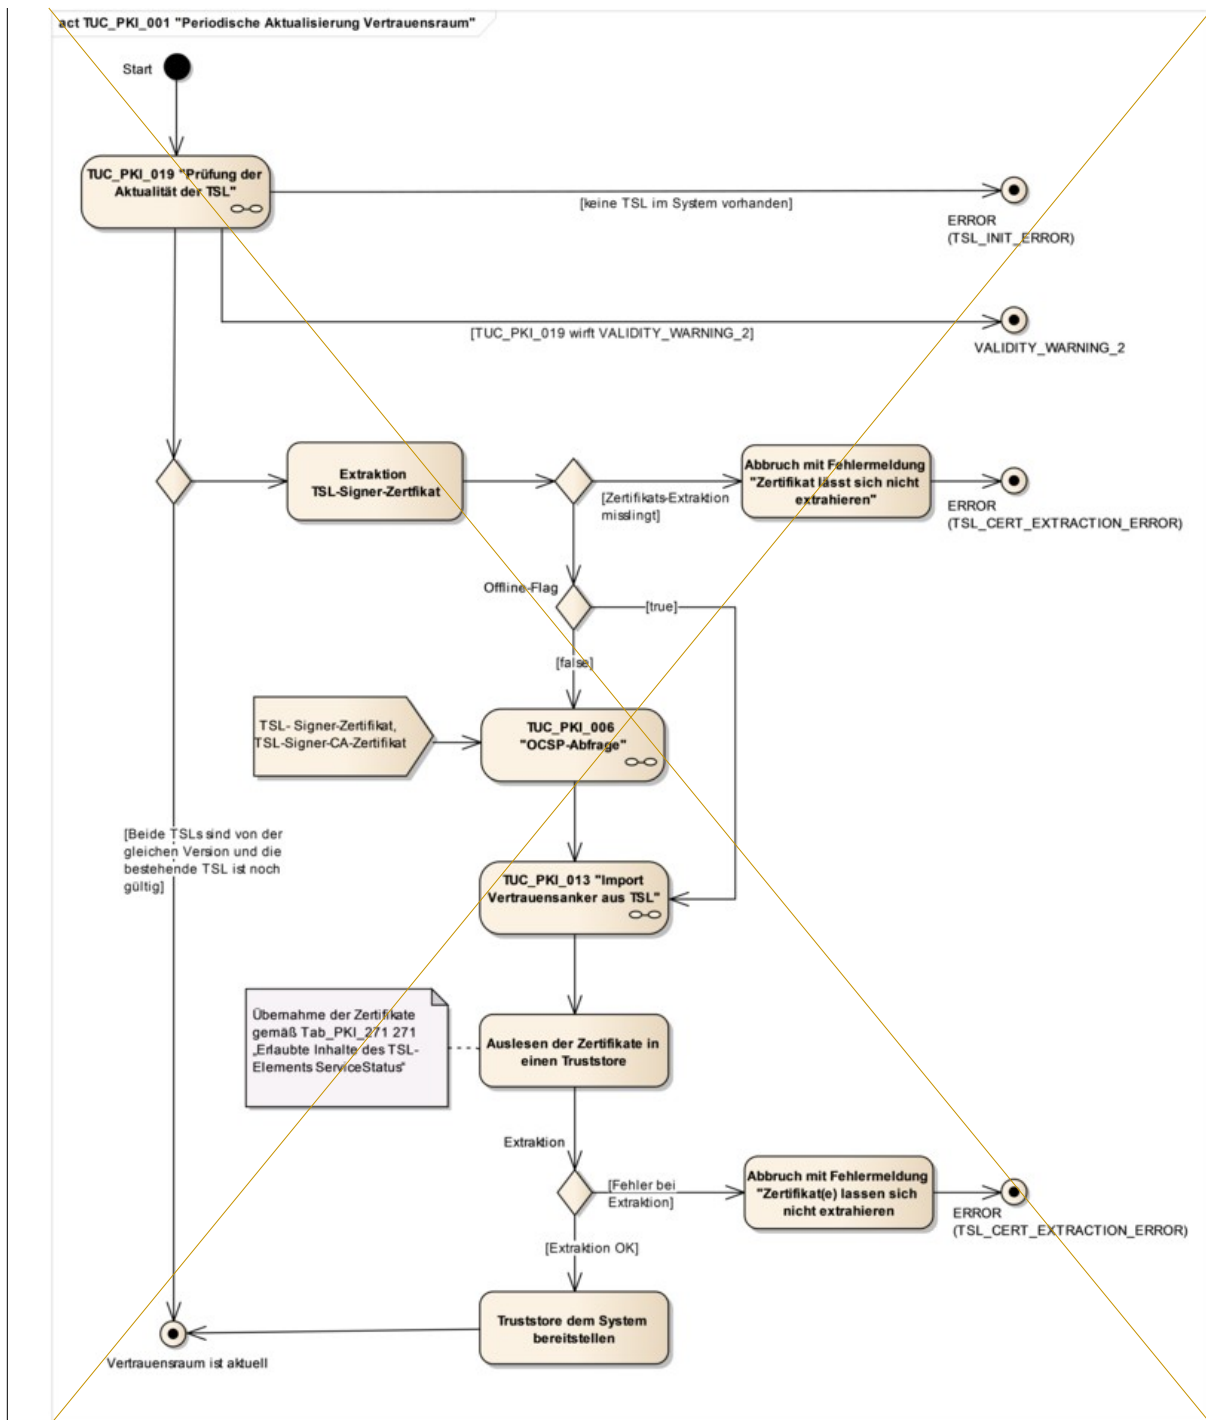 act TUC_PKI_001 "Periodische Aktualisierung Vertrauensraum"
Start
TUC_PKI_019 "Prüfung der
Aktualität der TSL"
[keine TSL im System vorhanden]
ERROR
(TSL_INIT_ERROR)
[TUC_PKI_019 wirft VALIDITY_WARNING_2]
VALIDITY_WARNING_2
Extraktion
TSL-Signer-Zertfikat
[Zertifikats-Extraktion
misslingt]
Abbruch mit Fehlermeldung
"Zertifikat lässt sich nicht
extrahieren"
ERROR
(TSL_CERT_EXTRACTION_ERROR)
Offline-Flag
[true]
[false]
TSL- Signer-Zertifikat,
TSL-Signer-CA-Zertifikat
TUC_PKI_006
"OCSP-Abfrage"
[Beide TSLs sind von der
gleichen Version und die
bestehende TSL ist noch
gültig]
TUC_PKI_013 "Import
Vertrauensanker aus TSL"
Übernahme der Zertifikate
gemäß Tab_PKI_271 271
„Erlaubte Inhalte des TSL-
Elements ServiceStatus“
Auslesen der Zertifikate in
einen Truststore
Extraktion
[Fehler bei
Extraktion]
Abbruch mit Fehlermeldung
"Zertifikat(e) lassen sich
nicht extrahieren
ERROR
(TSL_CERT_EXTRACTION_ERROR)
[Extraktion OK]
Truststore dem System
bereitstellen
Vertrauensraum ist aktuell